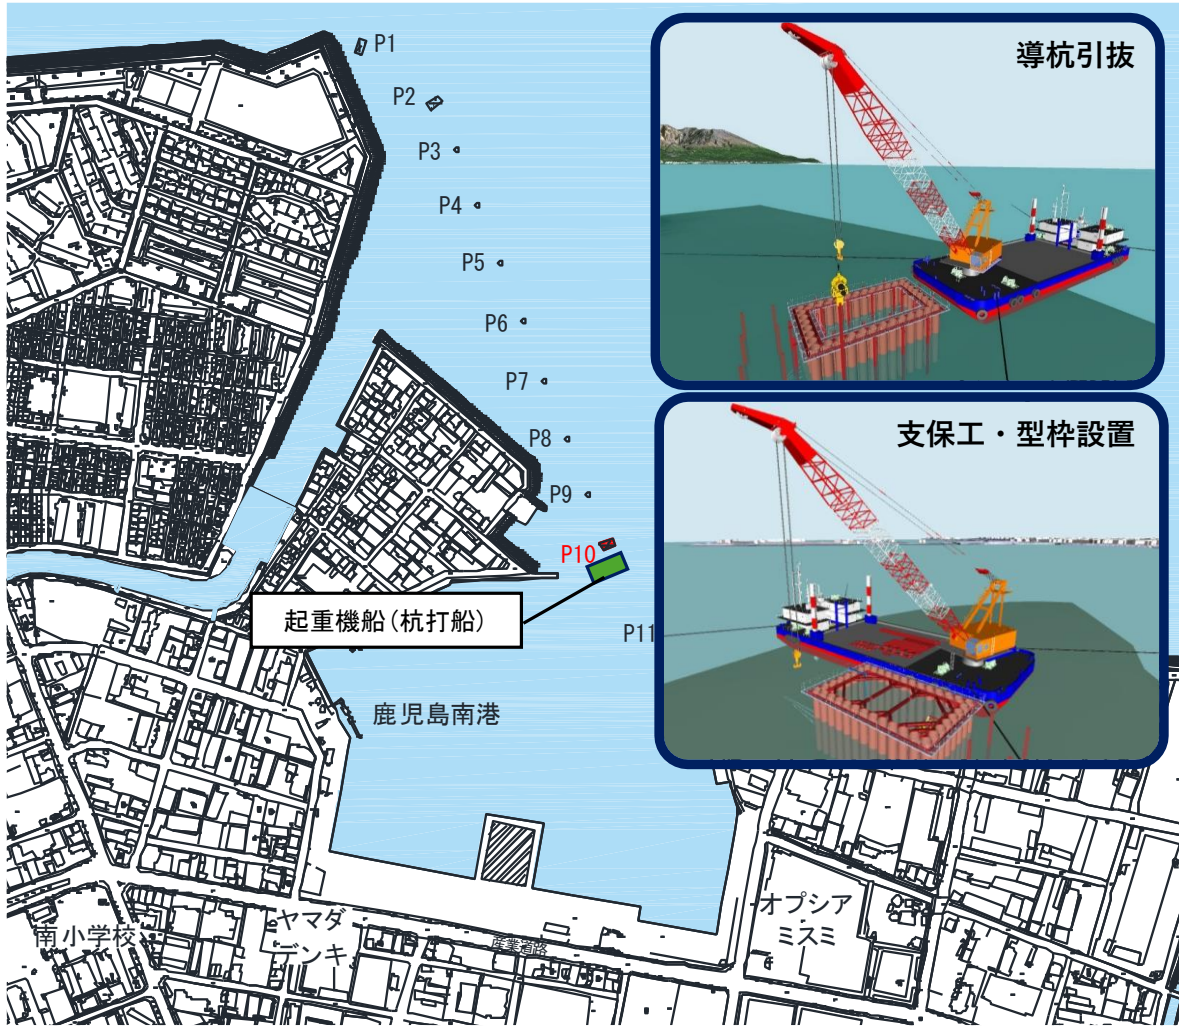 P1
導杭引抜
P2
P3
P4
P5
P6
P7
P8
支保工・型枠設置
P9
P10
起重機船(杭打船)
P11
鹿児島南港
オプシア
ミスミ
ヤマダ
デンキ
南小学校
産業道路